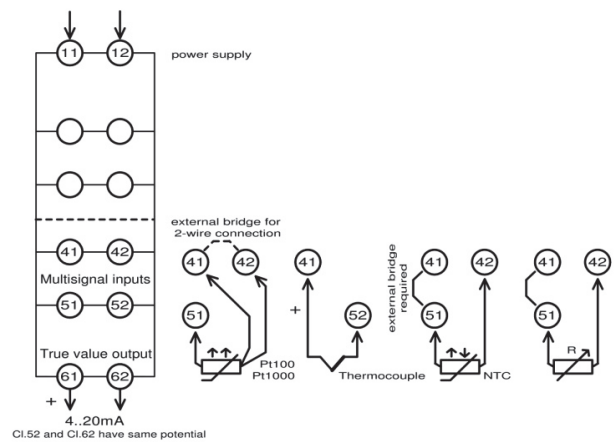 11 12 power supply
external bridge for
2-wire connection
41 42 41 42 41 42 41 42
Multisignal inputs
external bridge
required
51 52 51 + 52 51 51
True value output
Pt100
Pt1000
Thermocouple
NTC
R
61 62
+
4..20mA
Cl.52 and Cl.62 have same potential